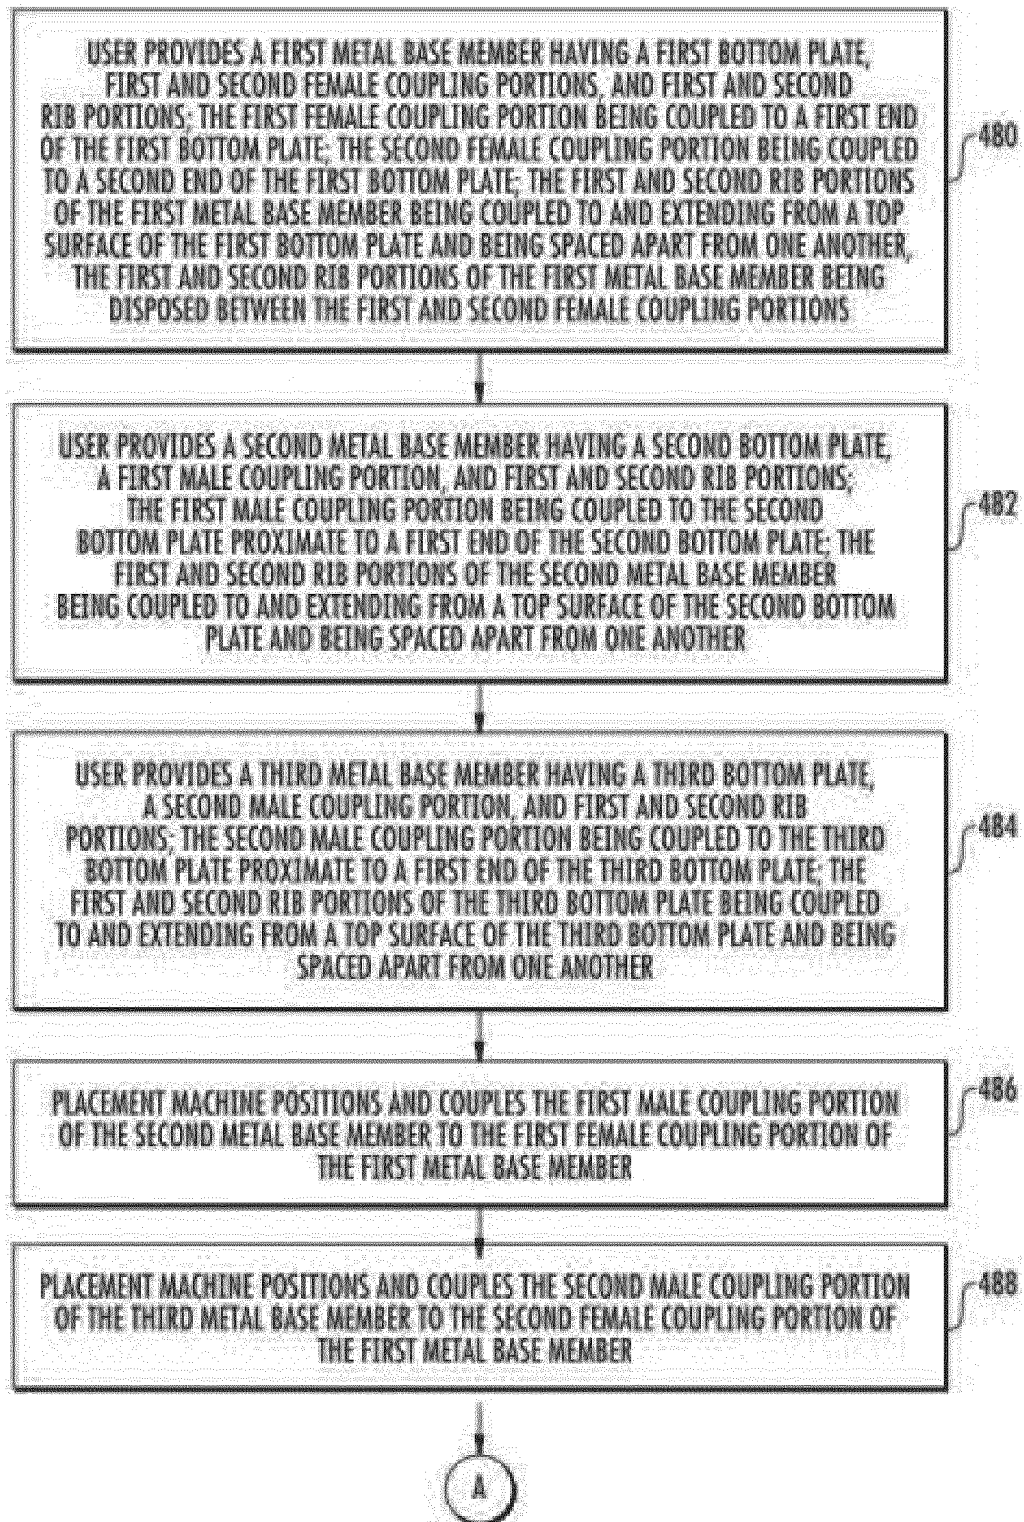 USER PROVIDES A FIRST METAL BASE MEMBER HAVING A FIRST BOTTOM PLATE,
FIRST AND SECOND FEMALE COUPLING PORTIONS, AND FIRST AND SECOND
RIB PORTIONS; THE FIRST FEMALE COUPLING PORTION BEING COUPLED TO A FIRST END
OF THE FIRST BOTTOM PLATE; THE SECOND FEMALE COUPLING PORTION BEING COUPLED
TO A SECOND END OF THE FIRST BOTTOM PLATE; THE FIRST AND SECOND RIB PORTIONS
OF THE FIRST METAL BASE MEMBER BEING COUPLED TO AND EXTENDING FROM A TOP
SURFACE OF THE FIRST BOTTOM PLATE AND BEING SPACED APART FROM ONE ANOTHER,
THE FIRST AND SECOND RIB PORTIONS OF THE FIRST METAL BASE MEMBER BEING
DISPOSED BETWEEN THE FIRST AND SECOND FEMALE COUPLING PORTIONS
480
USER PROVIDES A SECOND METAL BASE MEMBER HAVING A SECOND BOTTOM PLATE,
A FIRST MALE COUPLING PORTION, AND FIRST AND SECOND RIB PORTIONS;
THE FIRST MALE COUPLING PORTION BEING COUPLED TO THE SECOND
BOTTOM PLATE PROXIMATE TO A FIRST END OF THE SECOND BOTTOM PLATE; THE
FIRST AND SECOND RIB PORTIONS OF THE SECOND METAL BASE MEMBER
BEING COUPLED TO AND EXTENDING FROM A TOP SURFACE OF THE SECOND BOTTOM
PLATE AND BEING SPACED APART FROM ONE ANOTHER
482
USER PROVIDES A THIRD METAL BASE MEMBER HAVING A THIRD BOTTOM PLATE,
A SECOND MALE COUPLING PORTION, AND FIRST AND SECOND RIB
PORTIONS; THE SECOND MALE COUPLING PORTION BEING COUPLED TO THE THIRD
BOTTOM PLATE PROXIMATE TO A FIRST END OF THE THIRD BOTTOM PLATE; THE
FIRST AND SECOND RIB PORTIONS OF THE THIRD BOTTOM PLATE BEING COUPLED
TO AND EXTENDING FROM A TOP SURFACE OF THE THIRD BOTTOM PLATE AND BEING
SPACED APART FROM ONE ANOTHER
484
PLACEMENT MACHINE POSITIONS AND COUPLES THE FIRST MALE COUPLING PORTION
OF THE SECOND METAL BASE MEMBER TO THE FIRST FEMALE COUPLING PORTION OF
THE FIRST METAL BASE MEMBER
486
PLACEMENT MACHINE POSITIONS AND COUPLES THE SECOND MALE COUPLING PORTION
OF THE THIRD METAL BASE MEMBER TO THE SECOND FEMALE COUPLING PORTION OF
THE FIRST METAL BASE MEMBER
488
A